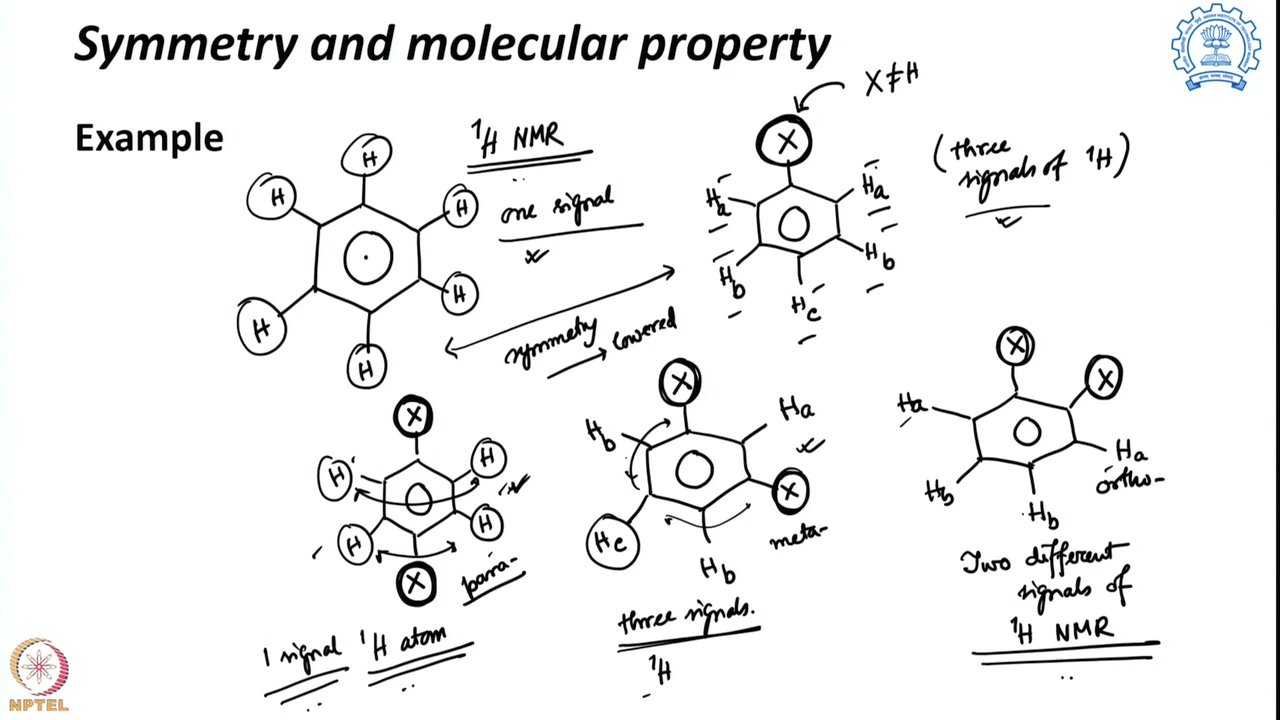 Symmetry and molecular property
Example
H
H
H
H
H
H
¹H NMR
one signal
symmetry
lowered
X ≠ H
X
Ha
Ha
Hb
Hb
Hc
(three
signals of ¹H)
X
H
H
H
H
X
para-
1 signal ¹H atom
X
Hb
Ha
X
Hc
Hb
meta-
three signals.
¹H
X
X
Ha
Ha
Hb
Hb
ortho-
Two different
signals of
¹H NMR
NPTEL